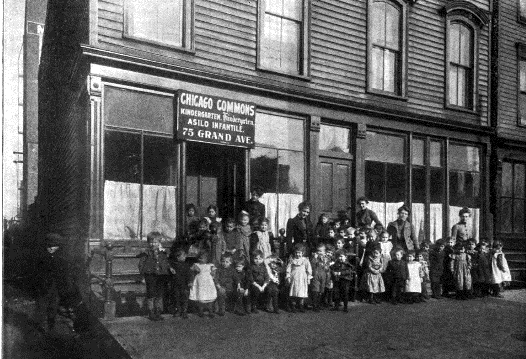 CHICAGO COMMONS
KINDERGARTEN. Kindergarten.
ASILO INFANTILE.
75 GRAND AVE.